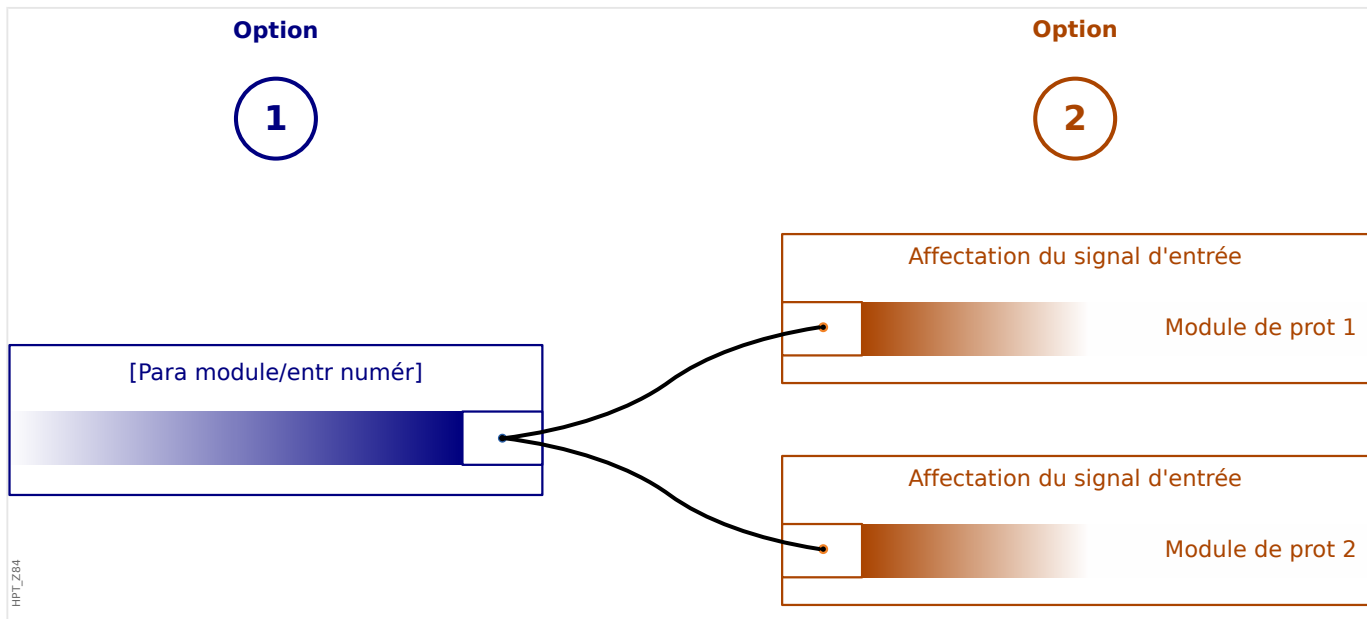 Option
1
Option
2
Affectation du signal d'entrée
Module de prot 1
[Para module/entr numér]
Affectation du signal d'entrée
Module de prot 2
HPT_Z84